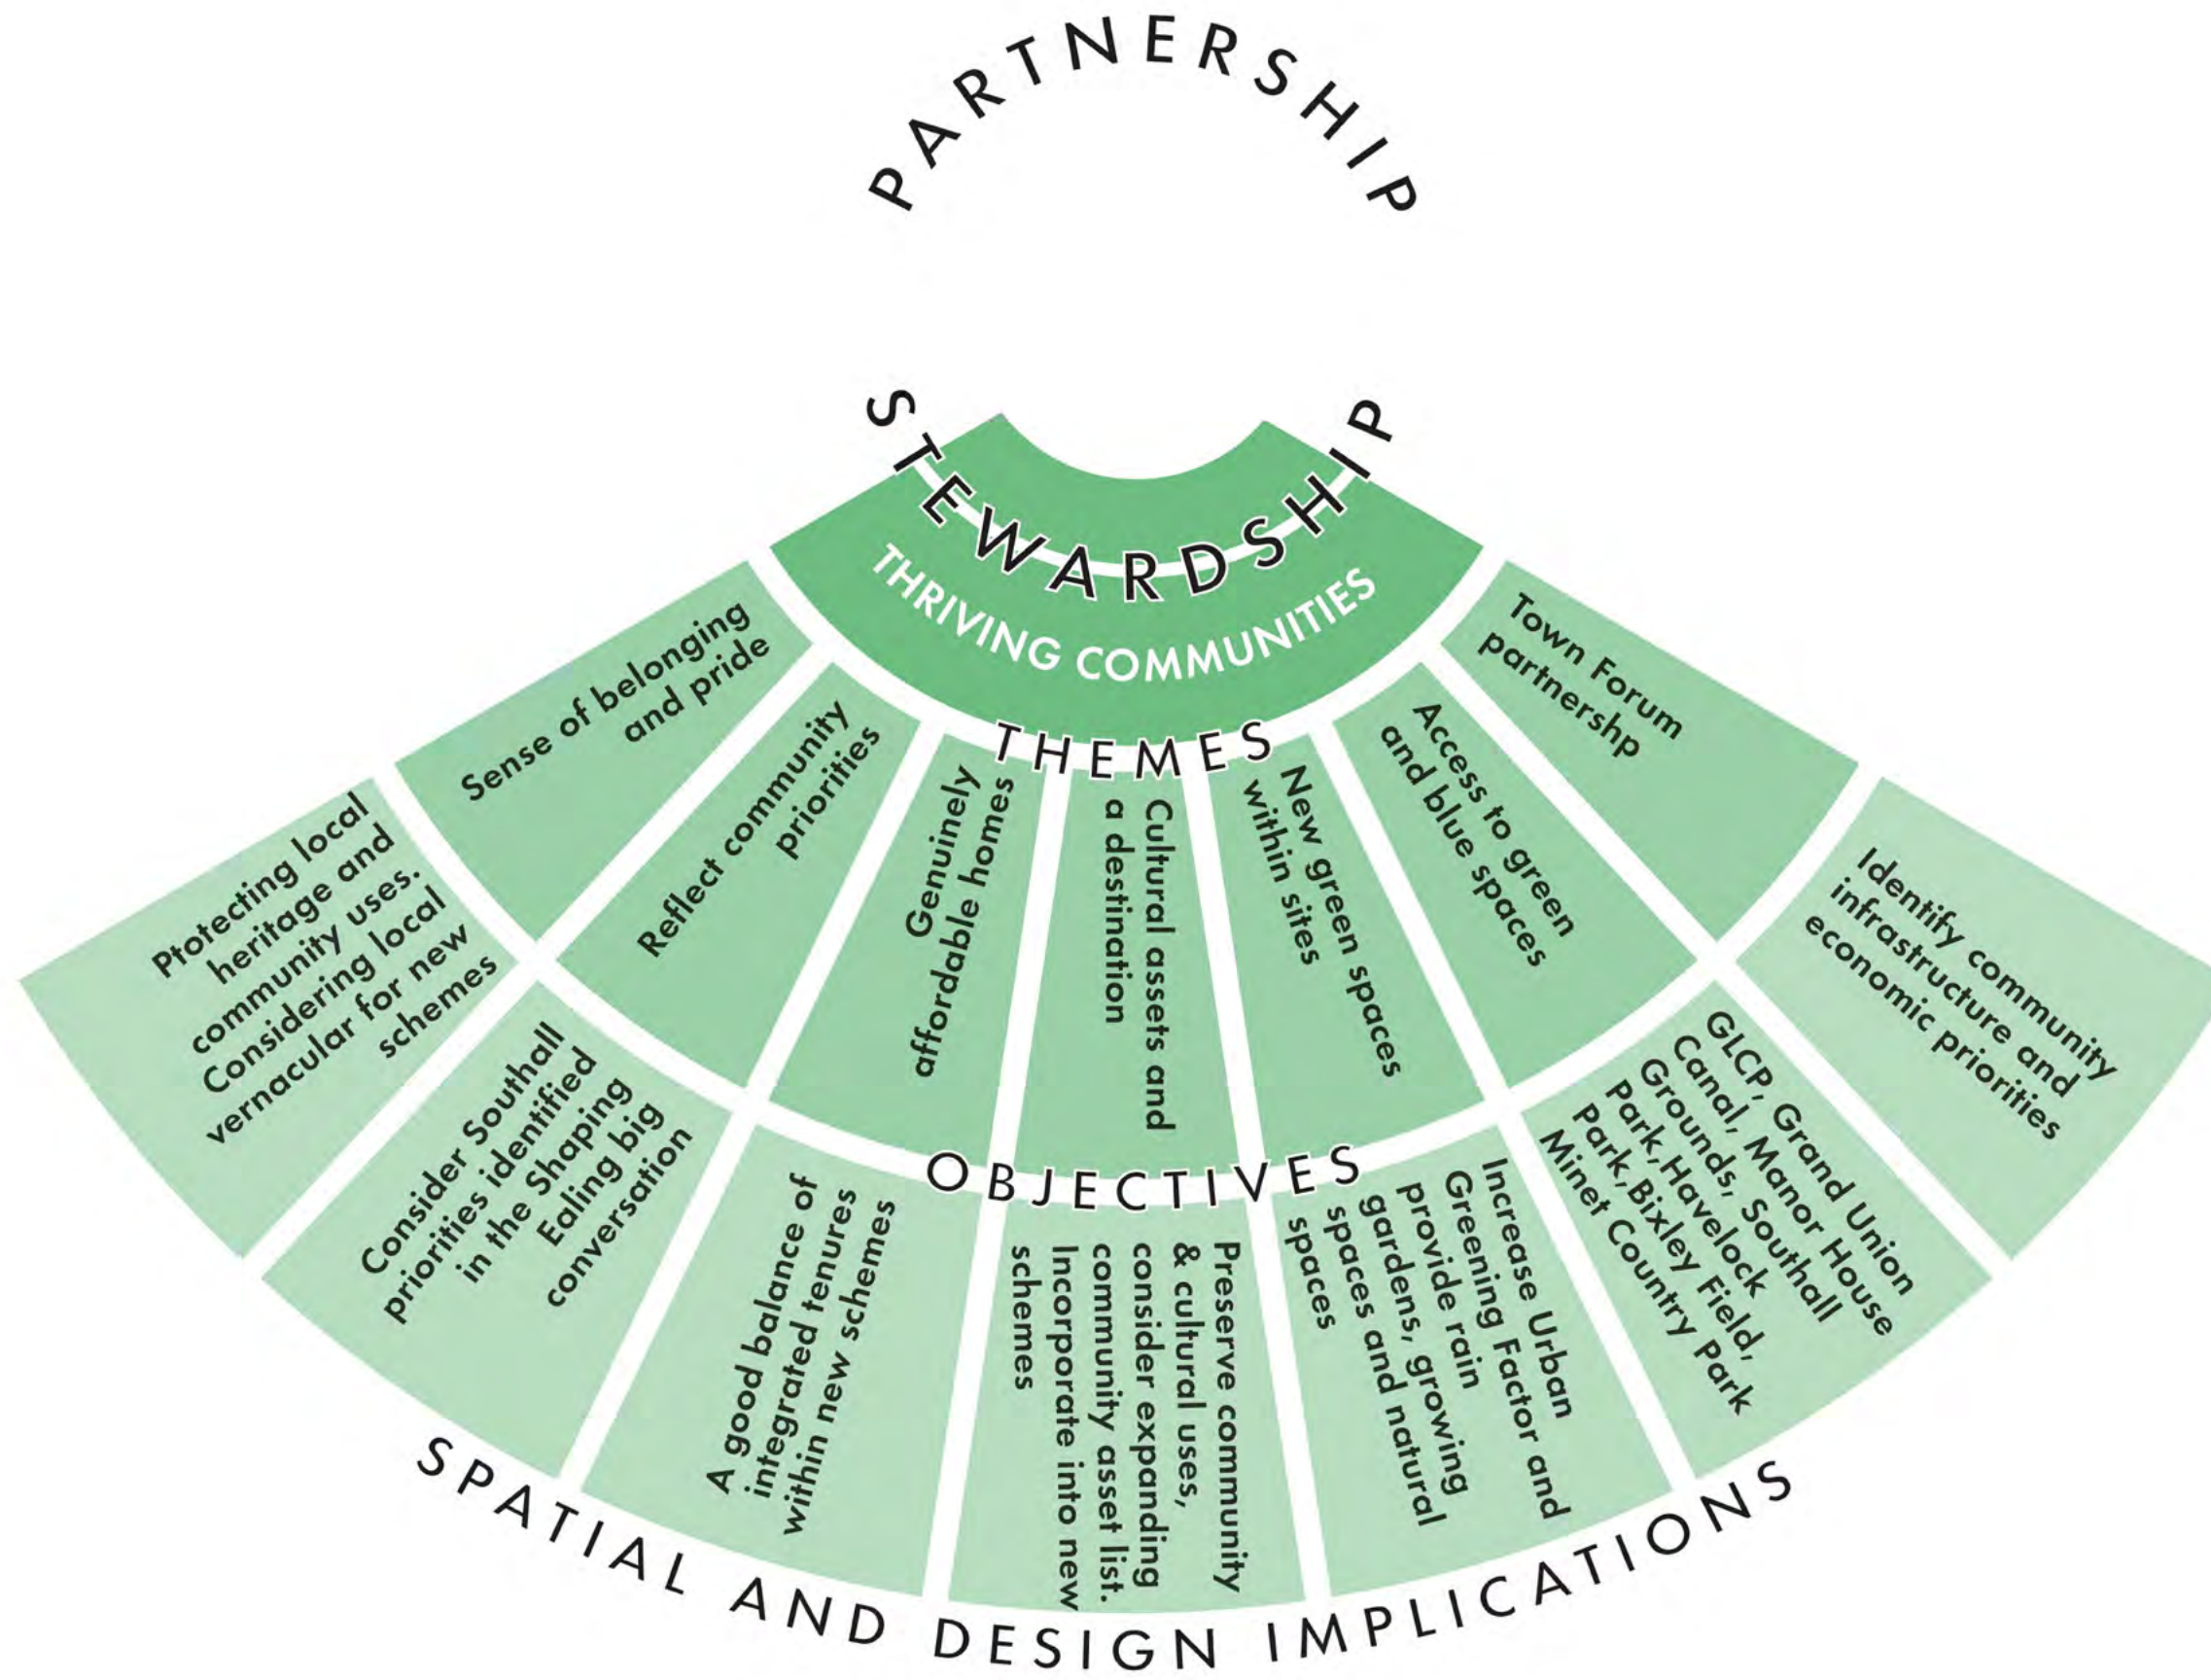 PARTNERSHIP
STEWARDSHIP
THRIVING COMMUNITIES
THEMES
Sense of belonging
and pride
Reflect community
priorities
Genuinely
affordable homes
Cultural assets and
a destination
New green spaces
within sites
Access to green
and blue spaces
Town Forum
partnershp
OBJECTIVES
Ptotecting local
heritage and
community uses.
Considering local
vernacular for new
schemes
Consider Southall
priorities identified
in the Shaping
Ealing big
conversation
A good balance of
integrated tenures
within new schemes
Preserve community
& cultural uses,
consider expanding
community asset list.
Incorporate into new
schemes
Increase Urban
Greening Factor and
provide rain
gardens, growing
spaces and natural
spaces
GLCP, Grand Union
Canal, Manor House
Grounds, Southall
Park, Havelock
Park, Bixley Field,
Minet Country Park
Identify community
infrastructure and
economic priorities
SPATIAL AND DESIGN IMPLICATIONS